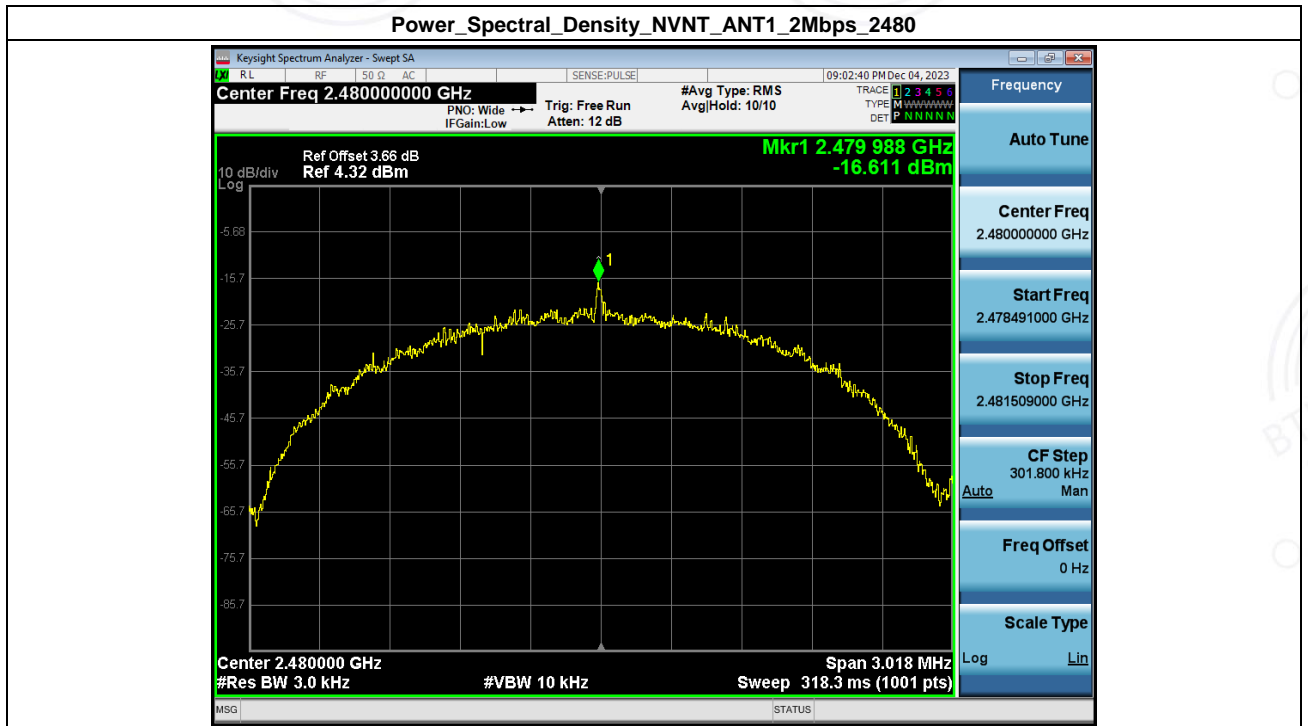 Power_Spectral_Density_NVNT_ANT1_2Mbps_2480
Keysight Spectrum Analyzer - Swept SA
LXI RL RF 50 Ω AC SENSE:PULSE 09:02:40 PM Dec 04, 2023
Center Freq 2.480000000 GHz
PNO: Wide
IFGain:Low
Trig: Free Run
Atten: 12 dB
#Avg Type: RMS
Avg|Hold: 10/10
TRACE 1 2 3 4 5 6
TYPE M WWWWW
DET P N N N N N
Mkr1 2.479 988 GHz
-16.611 dBm
Ref Offset 3.66 dB
10 dB/div Ref 4.32 dBm
Log
-5.68
-15.7
-25.7
-35.7
-45.7
-55.7
-65.7
-75.7
-85.7
1
Center 2.480000 GHz Span 3.018 MHz
#Res BW 3.0 kHz #VBW 10 kHz Sweep 318.3 ms (1001 pts)
MSG STATUS
Frequency
Auto Tune
Center Freq
2.480000000 GHz
Start Freq
2.478491000 GHz
Stop Freq
2.481509000 GHz
CF Step
301.800 kHz
Auto Man
Freq Offset
0 Hz
Scale Type
Log Lin